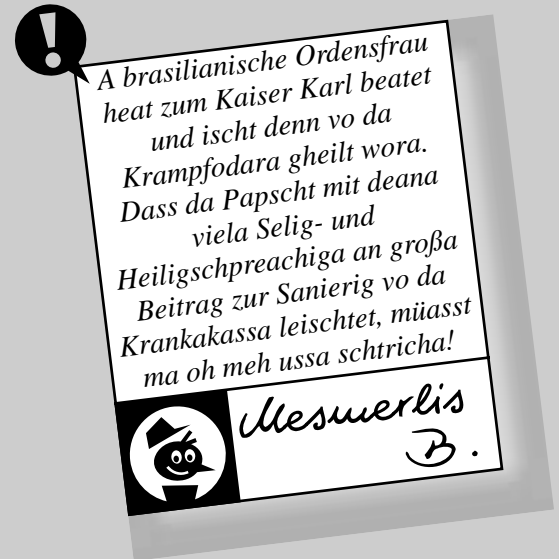 !
A brasilianische Ordensfrau
heat zum Kaiser Karl beatet
und ischt denn vo da
Krampfodara gheilt wora.
Dass da Papscht mit deana
viela Selig- und
Heiligschpreachiga an großa
Beitrag zur Sanierig vo da
Krankakassa leischtet, müasst
ma oh meh ussa schtricha!
Mesmerlis
B.